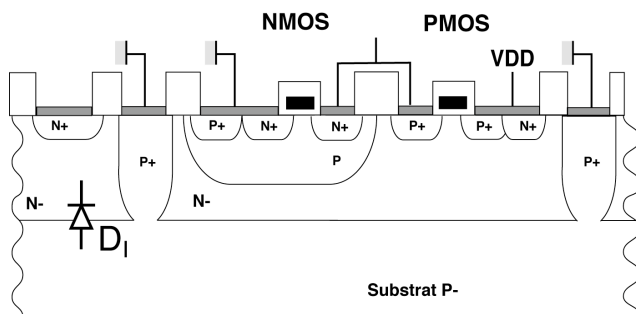 NMOS PMOS
VDD
N+ P+ N+ N+ P+ P+ N+
P+ P P+
N- N-
DI
Substrat P-